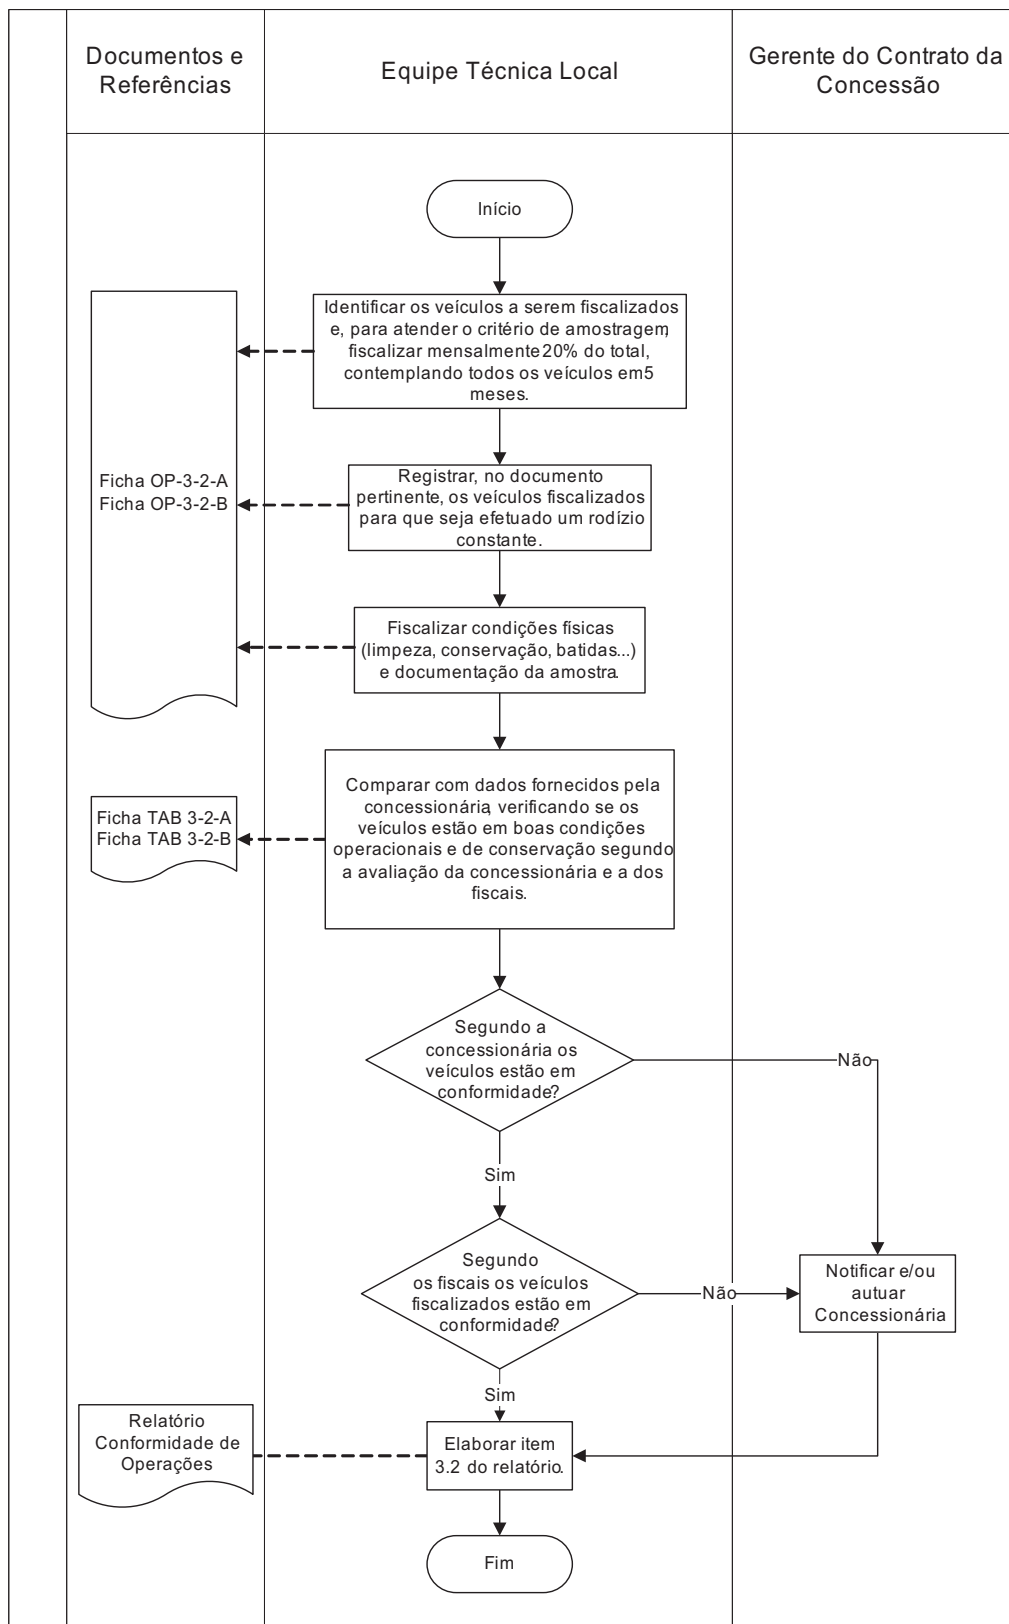 Documentos e
Referências
Equipe Técnica Local
Gerente do Contrato da
Concessão
Início
Identificar os veículos a serem fiscalizados
e, para atender o critério de amostragem,
fiscalizar mensalmente 20% do total,
contemplando todos os veículos em 5
meses.
Ficha OP-3-2-A
Ficha OP-3-2-B
Registrar, no documento
pertinente, os veículos fiscalizados
para que seja efetuado um rodízio
constante.
Fiscalizar condições físicas
(limpeza, conservação, batidas...)
e documentação da amostra.
Comparar com dados fornecidos pela
concessionária, verificando se os
veículos estão em boas condições
operacionais e de conservação segundo
a avaliação da concessionária e a dos
fiscais.
Ficha TAB 3-2-A
Ficha TAB 3-2-B
Segundo a
concessionária os
veículos estão em
conformidade?
Não
Sim
Segundo
os fiscais os veículos
fiscalizados estão em
conformidade?
Não
Notificar e/ou
autuar
Concessionária
Sim
Relatório
Conformidade de
Operações
Elaborar item
3.2 do relatório.
Fim